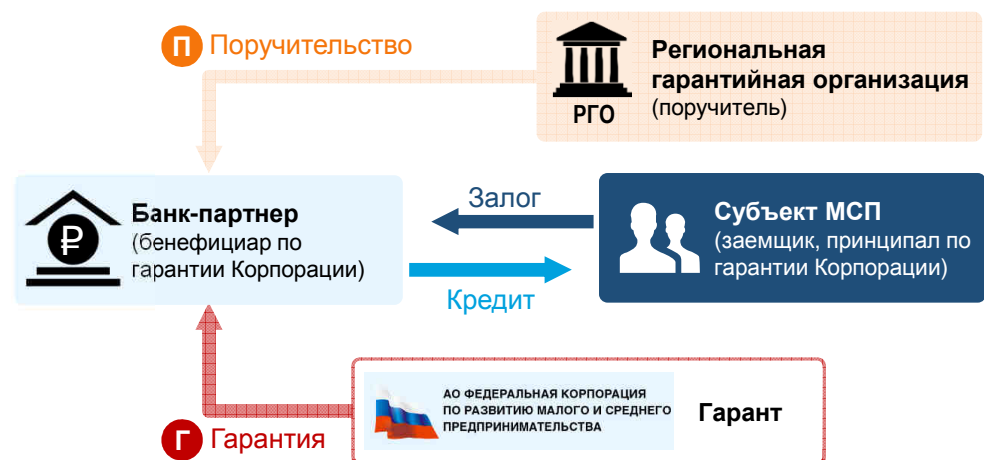 П Поручительство
Региональная
гарантийная организация
(поручитель)
РГО
Банк-партнер
(бенефициар по
гарантии Корпорации)
₽
Залог
Кредит
Субъект МСП
(заемщик, принципал по
гарантии Корпорации)
АО ФЕДЕРАЛЬНАЯ КОРПОРАЦИЯ
ПО РАЗВИТИЮ МАЛОГО И СРЕДНЕГО
ПРЕДПРИНИМАТЕЛЬСТВА
Гарант
Г Гарантия